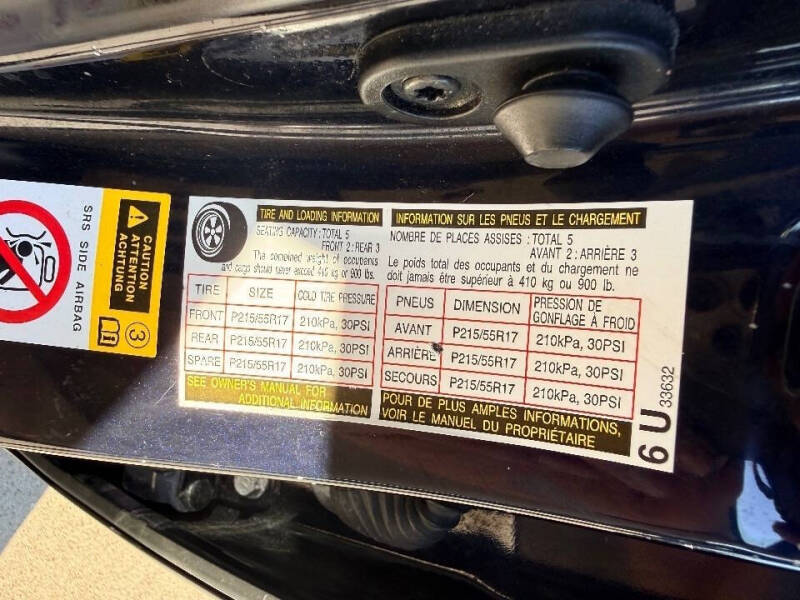 SRS SIDE AIRBAG
CAUTION
ATTENTION
ACHTUNG
3
TIRE AND LOADING INFORMATION
SEATING CAPACITY: TOTAL 5
FRONT 2: REAR 3
The combined weight of occupants
and cargo should never exceed 410 kg or 900 lbs.
TIRE SIZE COLD TIRE PRESSURE
FRONT P215/55R17 210kPa, 30PSI
REAR P215/55R17 210kPa, 30PSI
SPARE P215/55R17 210kPa, 30PSI
SEE OWNER'S MANUAL FOR
ADDITIONAL INFORMATION
INFORMATION SUR LES PNEUS ET LE CHARGEMENT
NOMBRE DE PLACES ASSISES : TOTAL 5
AVANT 2 : ARRIÈRE 3
Le poids total des occupants et du chargement ne
doit jamais être supérieur à 410 kg ou 900 lb.
PNEUS DIMENSION PRESSION DE
GONFLAGE À FROID
AVANT P215/55R17 210kPa, 30PSI
ARRIÈRE P215/55R17 210kPa, 30PSI
SECOURS P215/55R17 210kPa, 30PSI
POUR DE PLUS AMPLES INFORMATIONS,
VOIR LE MANUEL DU PROPRIÉTAIRE
6 U 33632